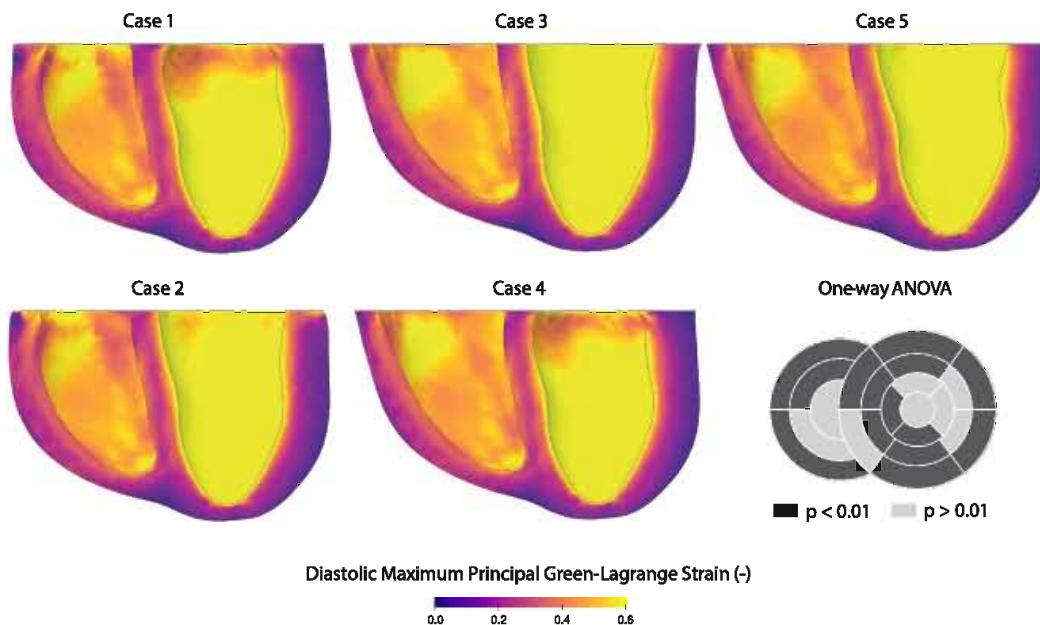 Case 1
Case 3
Case 5
Case 2
Case 4
One-way ANOVA
p < 0.01
p > 0.01
Diastolic Maximum Principal Green-Lagrange Strain (-)
0.0 0.2 0.4 0.6